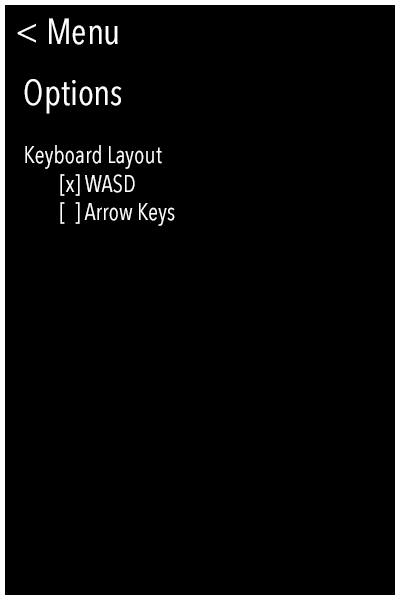 < Menu
Options
Keyboard Layout
[x] WASD
[ ] Arrow Keys